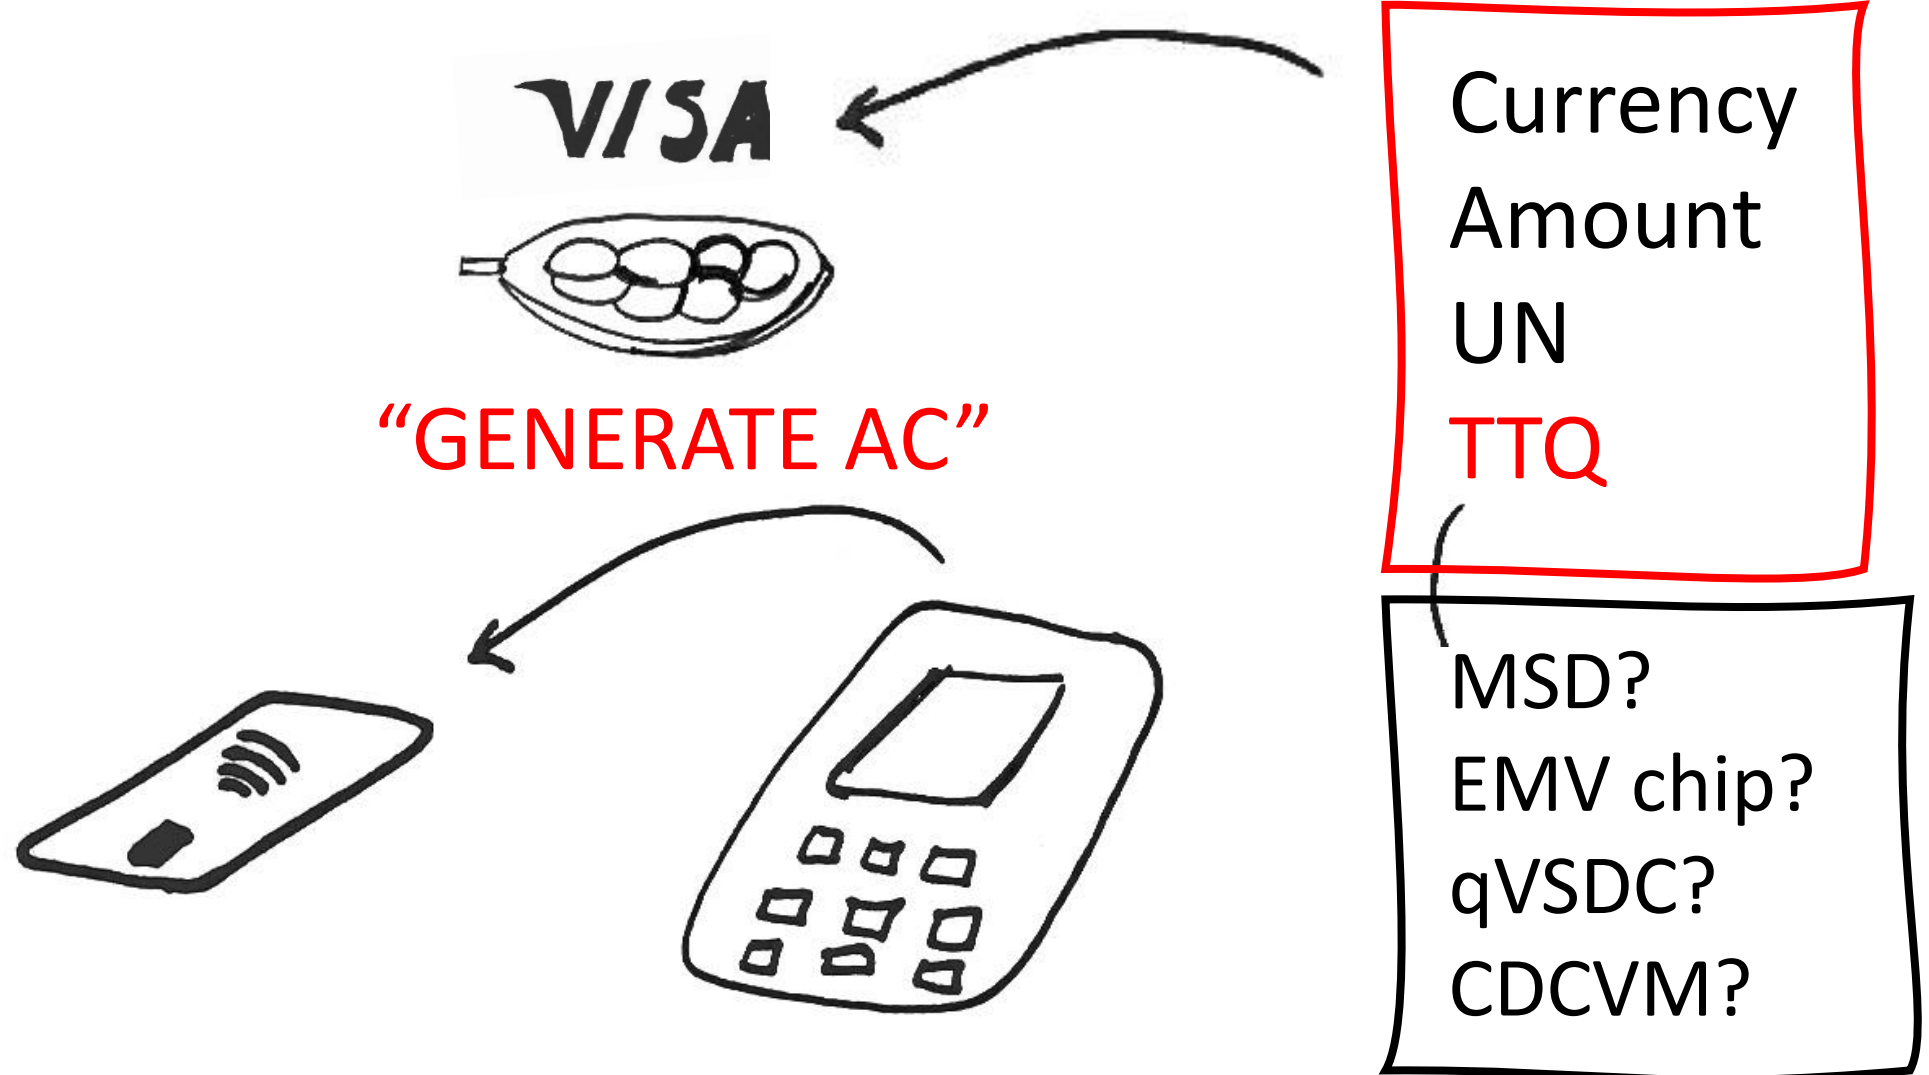 VISA
“GENERATE AC”
Currency
Amount
UN
TTQ
MSD?
EMV chip?
qVSDC?
CDCVM?